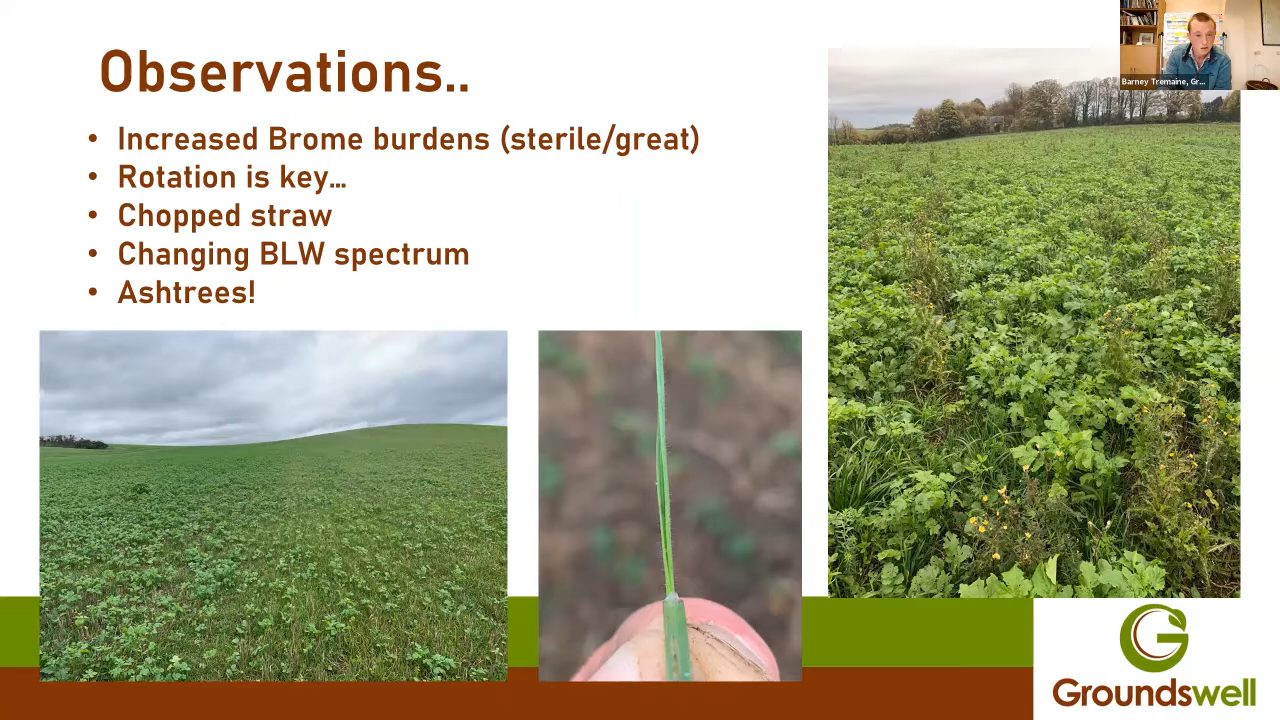 Observations..
• Increased Brome burdens (sterile/great)
• Rotation is key...
• Chopped straw
• Changing BLW spectrum
• Ashtrees!
Barney Tremaine, Gr...
Groundswell